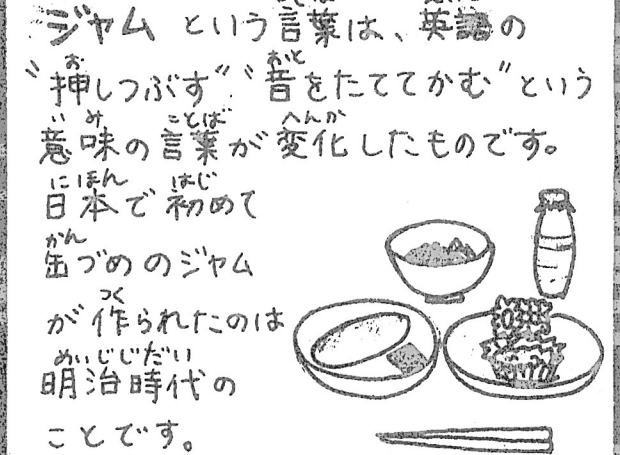 ジャム という言葉は、英語の
"押しつぶす" "音をたててかむ"という
意味の言葉が変化したものです。
日本で初めて
缶づめのジャム
が作られたのは
明治時代の
ことです。